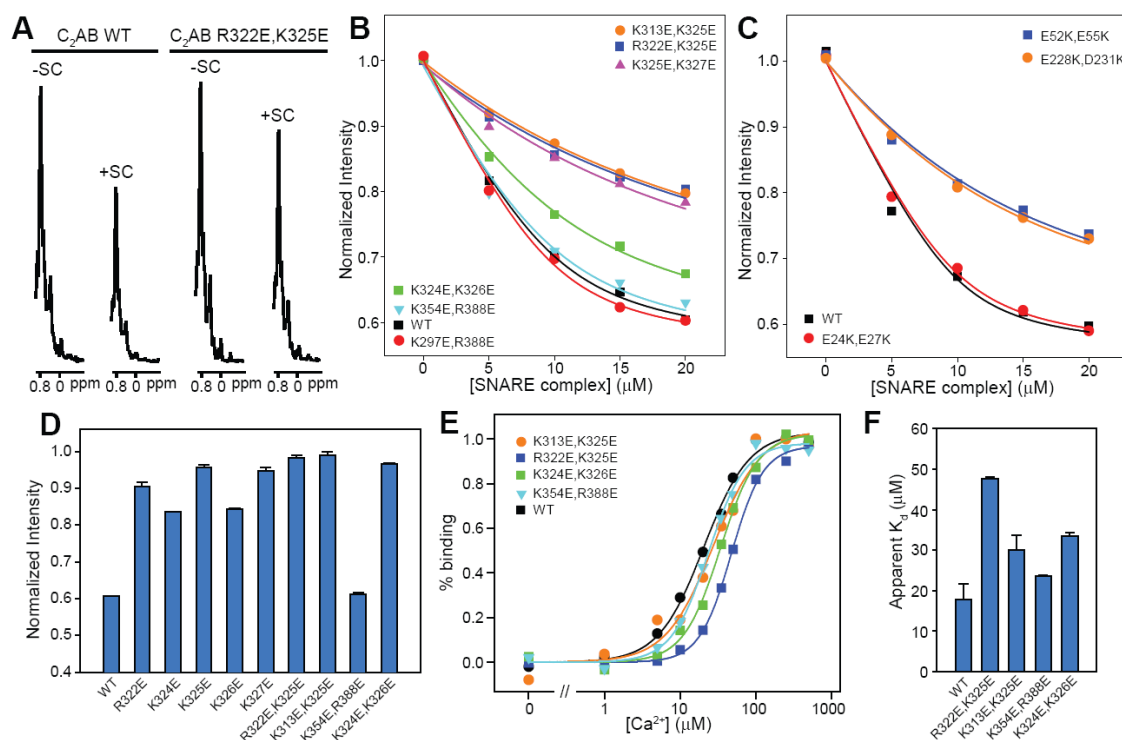 A
C₂AB WT
C₂AB R322E,K325E
-SC
+SC
-SC
+SC
0.8 0 ppm
0.8 0 ppm
0.8 0 ppm
0.8 0 ppm
B
K313E,K325E
R322E,K325E
K325E,K327E
K324E,K326E
K354E,R388E
WT
K297E,R388E
Normalized Intensity
1.0
0.9
0.8
0.7
0.6
0 5 10 15 20
[SNARE complex] (μM)
C
E52K,E55K
E228K,D231K
WT
E24K,E27K
Normalized Intensity
1.0
0.9
0.8
0.7
0.6
0 5 10 15 20
[SNARE complex] (μM)
D
Normalized Intensity
1.0
0.9
0.8
0.7
0.6
0.5
0.4
WT
R322E
K324E
K325E
K326E
K327E
R322E,K325E
K313E,K325E
K354E,R388E
K324E,K326E
E
K313E,K325E
R322E,K325E
K324E,K326E
K354E,R388E
WT
% binding
1.0
0.8
0.6
0.4
0.2
0.0
0 // 1 10 100 1000
[Ca²⁺] (μM)
F
Apparent K_d (μM)
60
50
40
30
20
10
0
WT
R322E,K325E
K313E,K325E
K354E,R388E
K324E,K326E